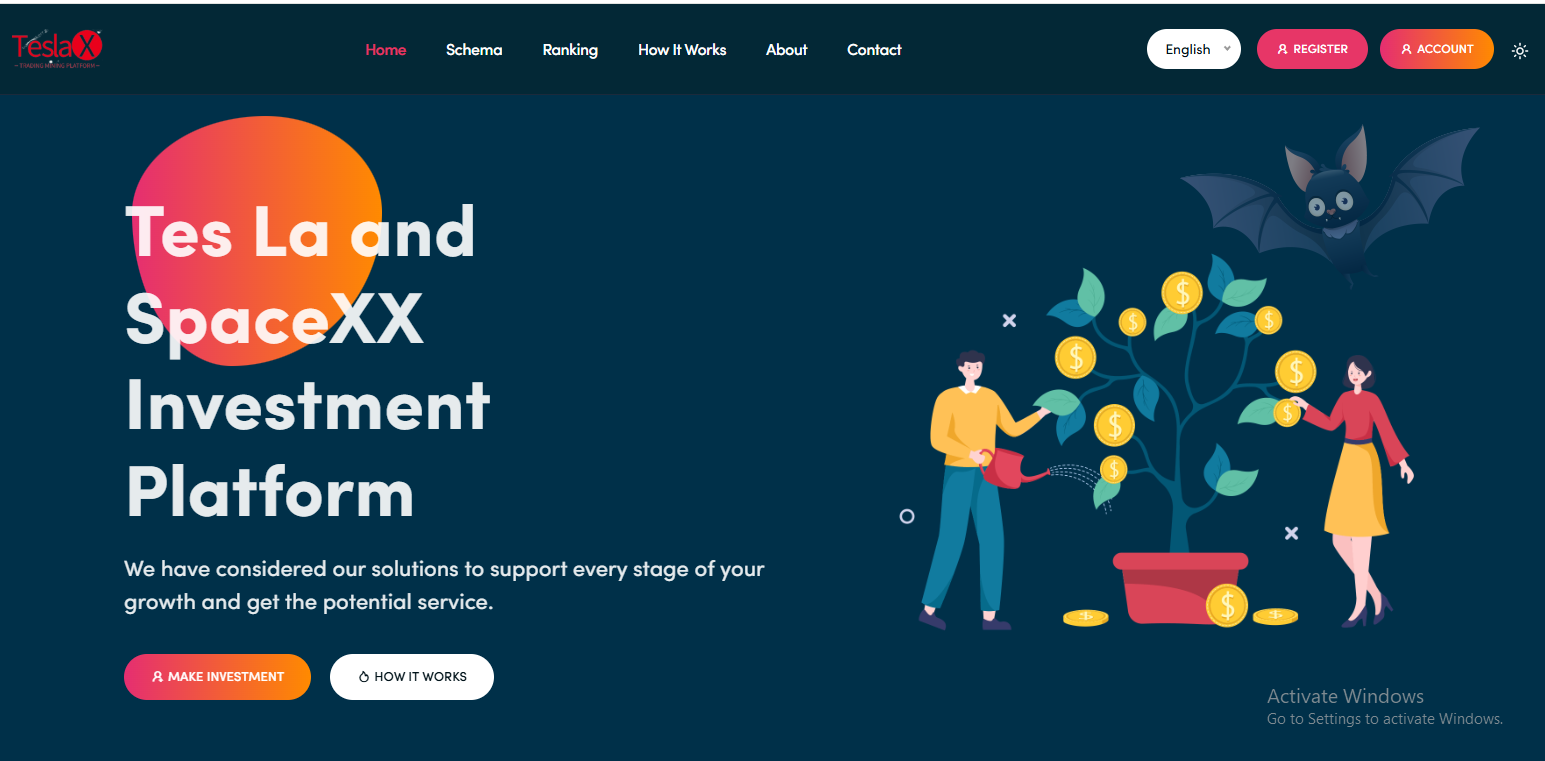 TeslaX
TRADING MINING PLATFORM
Home
Schema
Ranking
How It Works
About
Contact
English
REGISTER
ACCOUNT
Tes La and
SpaceXX
Investment
Platform
We have considered our solutions to support every stage of your
growth and get the potential service.
MAKE INVESTMENT
HOW IT WORKS
Activate Windows
Go to Settings to activate Windows.